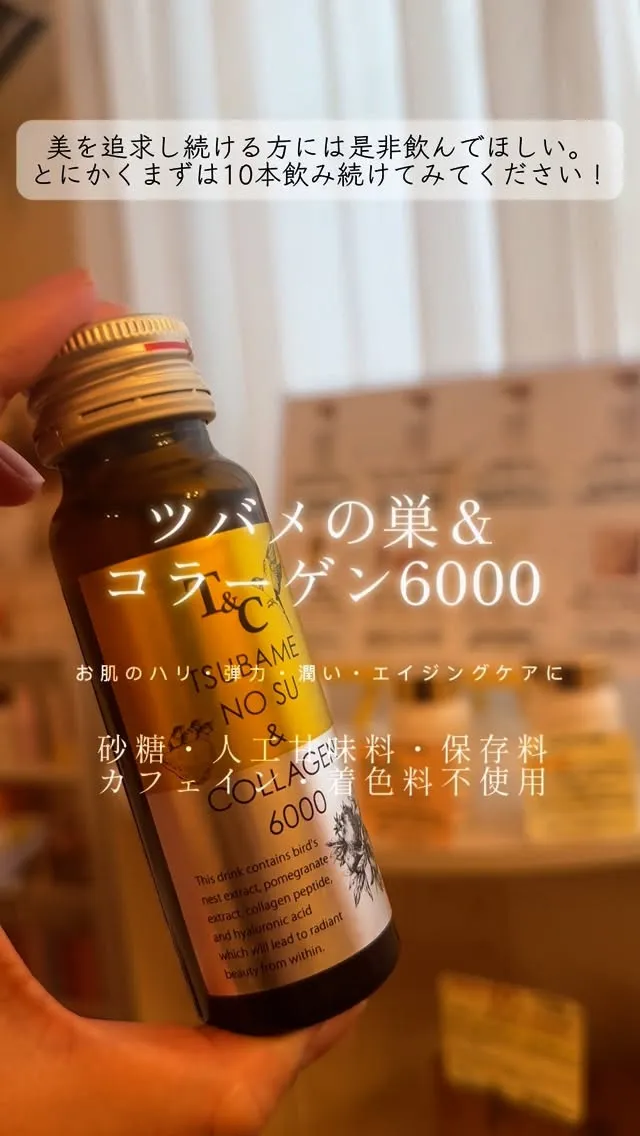 美を追求し続ける方には是非飲んでほしい。
とにかくまずは10本飲み続けてみてください！
ツバメの巣＆
コラーゲン6000
お肌のハリ・弾力・潤い・エイジングケアに
砂糖・人工甘味料・保存料
カフェイン・着色料不使用
T&C
TSUBAME
NO SU
&
COLLAGEN
6000
This drink contains bird's
nest extract, pomegranate
extract, collagen peptide,
and hyaluronic acid
which will lead to radiant
beauty from within.